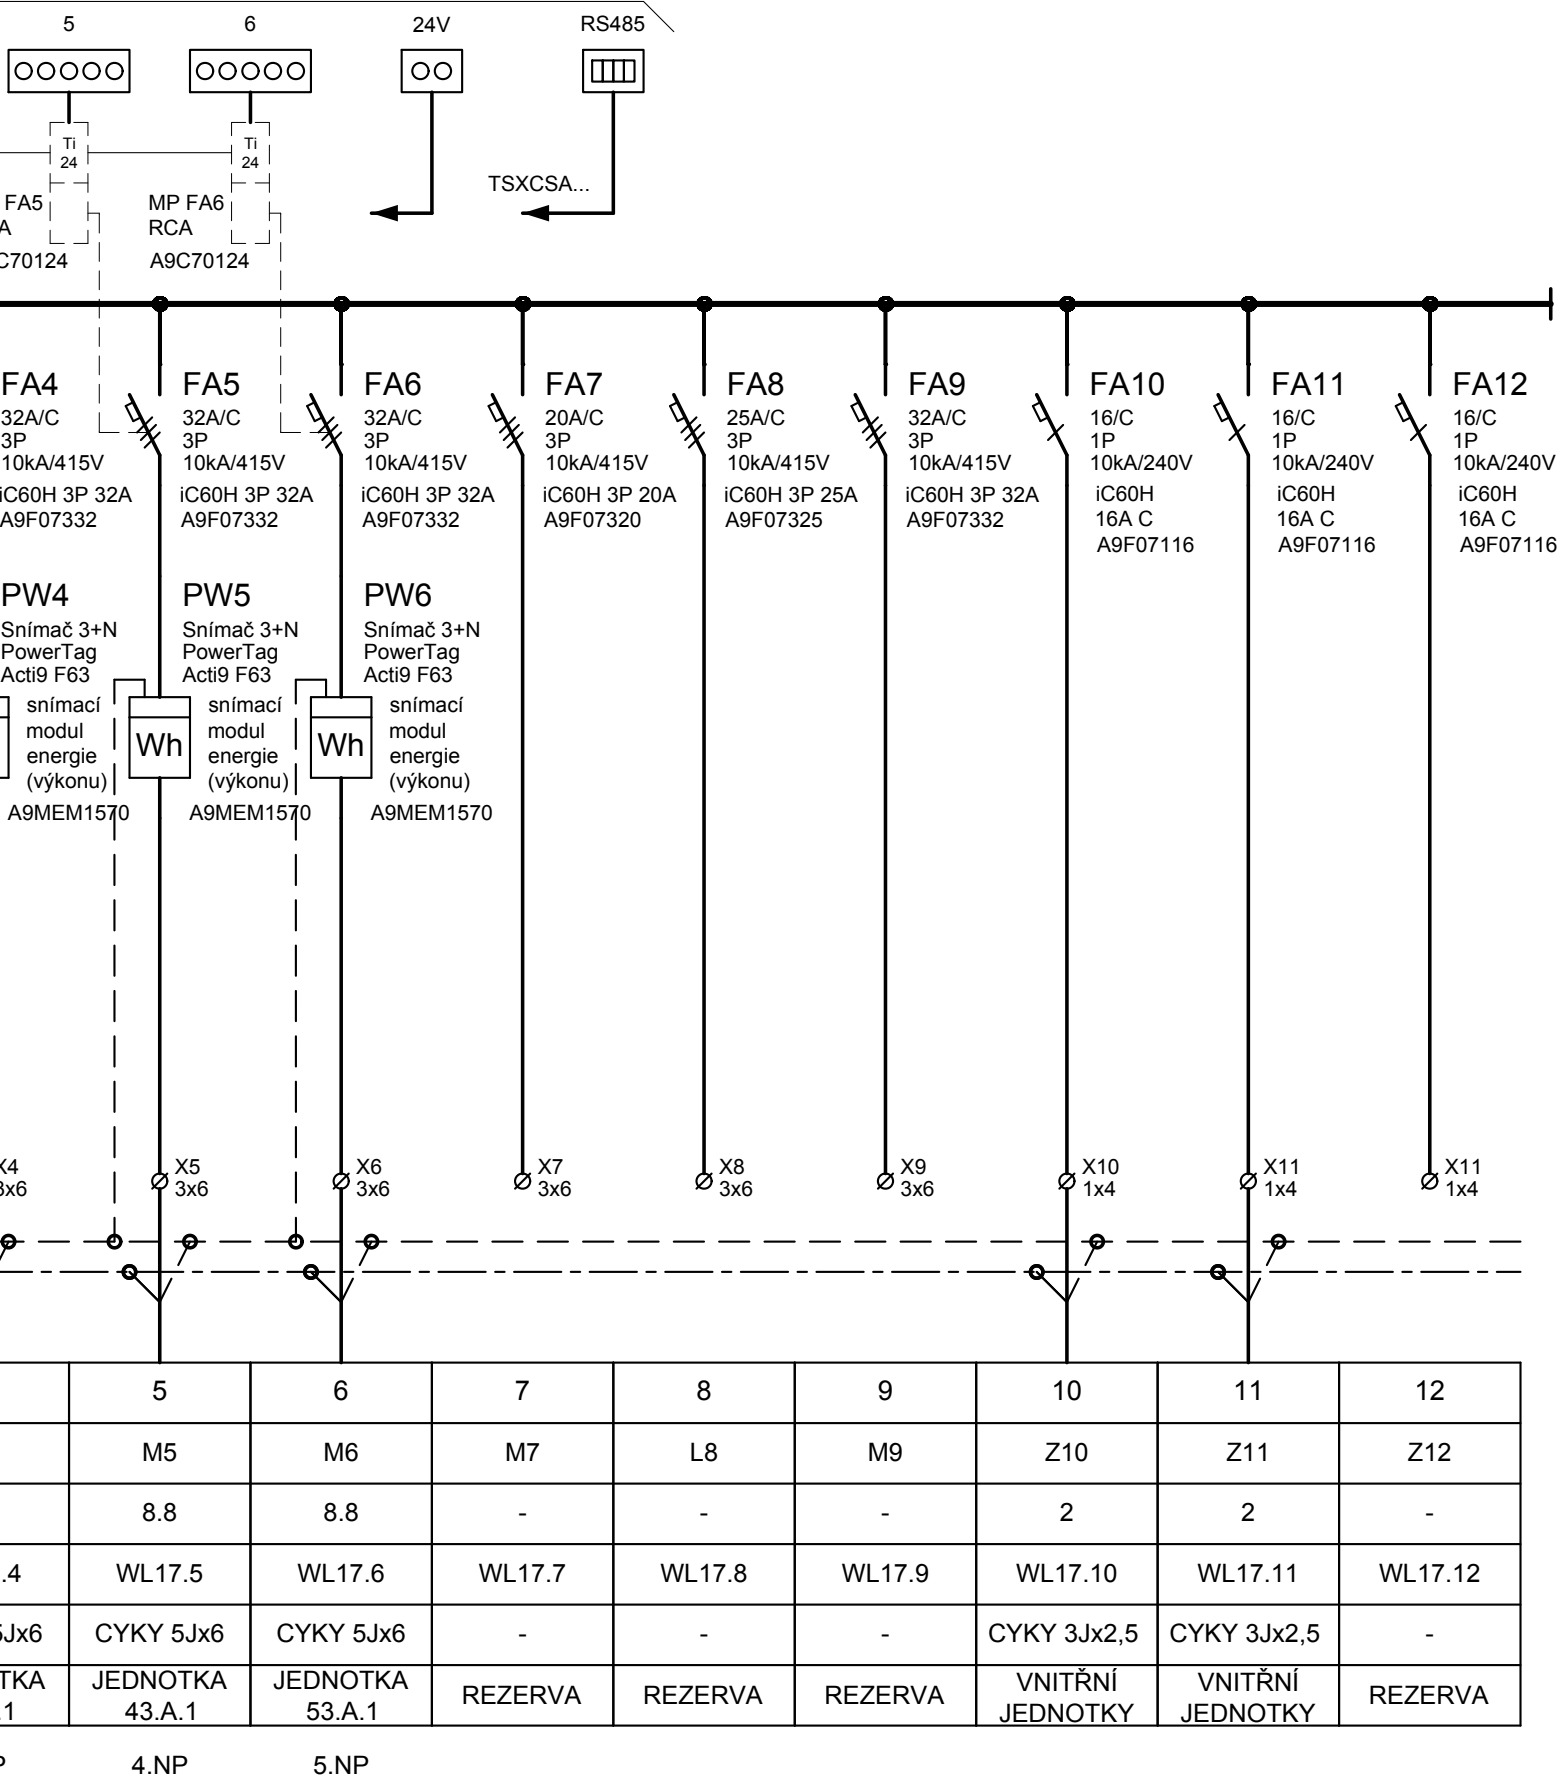 5 6 24V RS485
Ti
24
Ti
24
TSXCSA...
FA5
A
C70124
MP FA6
RCA
A9C70124
FA4
32A/C
3P
10kA/415V
iC60H 3P 32A
A9F07332
FA5
32A/C
3P
10kA/415V
iC60H 3P 32A
A9F07332
FA6
32A/C
3P
10kA/415V
iC60H 3P 32A
A9F07332
FA7
20A/C
3P
10kA/415V
iC60H 3P 20A
A9F07320
FA8
25A/C
3P
10kA/415V
iC60H 3P 25A
A9F07325
FA9
32A/C
3P
10kA/415V
iC60H 3P 32A
A9F07332
FA10
16/C
1P
10kA/240V
iC60H
16A C
A9F07116
FA11
16/C
1P
10kA/240V
iC60H
16A C
A9F07116
FA12
16/C
1P
10kA/240V
iC60H
16A C
A9F07116
PW4
Snímač 3+N
PowerTag
Acti9 F63
snímací
modul
energie
(výkonu)
A9MEM1570
PW5
Snímač 3+N
PowerTag
Acti9 F63
Wh
snímací
modul
energie
(výkonu)
A9MEM1570
PW6
Snímač 3+N
PowerTag
Acti9 F63
Wh
snímací
modul
energie
(výkonu)
A9MEM1570
X4
3x6
X5
3x6
X6
3x6
X7
3x6
X8
3x6
X9
3x6
X10
1x4
X11
1x4
X11
1x4
5 6 7 8 9 10 11 12
M5 M6 M7 L8 M9 Z10 Z11 Z12
8.8 8.8 - - - 2 2 -
.4 WL17.5 WL17.6 WL17.7 WL17.8 WL17.9 WL17.10 WL17.11 WL17.12
5Jx6 CYKY 5Jx6 CYKY 5Jx6 - - - CYKY 3Jx2,5 CYKY 3Jx2,5 -
TKA JEDNOTKA JEDNOTKA REZERVA REZERVA REZERVA VNITŘNÍ VNITŘNÍ REZERVA
.1 43.A.1 53.A.1 JEDNOTKY JEDNOTKY
P 4.NP 5.NP